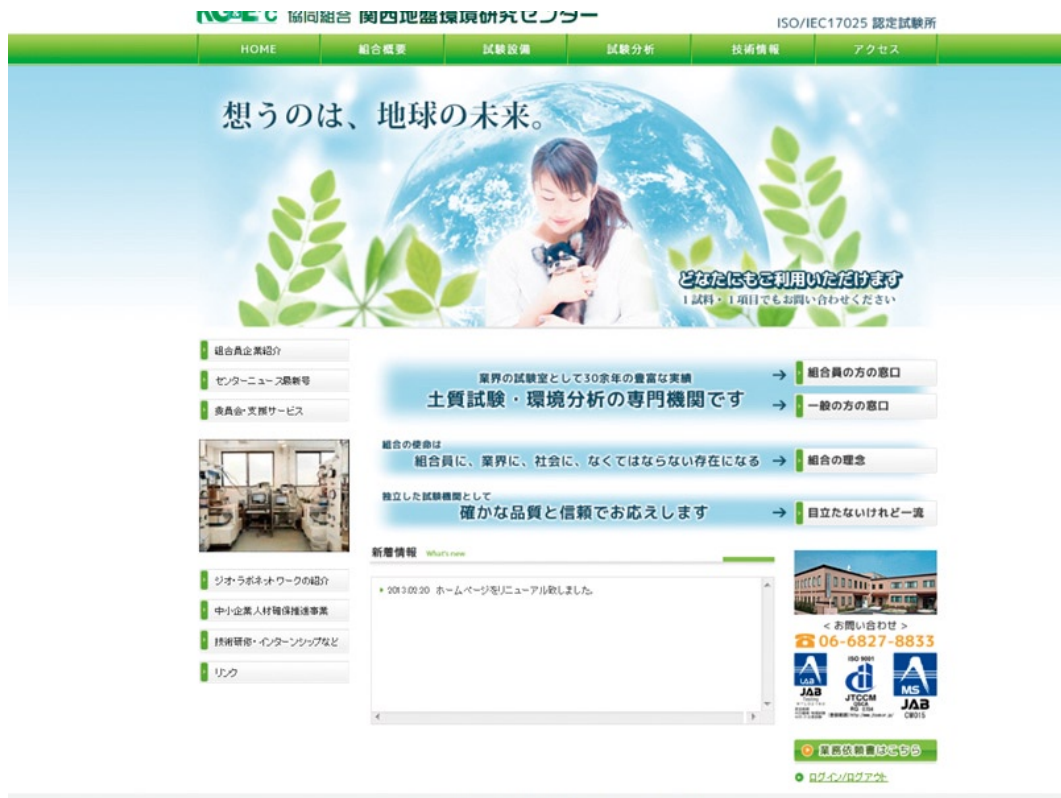 協同組合 関西地盤環境研究センター
ISO/IEC17025 認定試験所
HOME
組合概要
試験設備
試験分析
技術情報
アクセス
想うのは、地球の未来。
どなたにもご利用いただけます
1試料・1項目でもお問い合わせください
組合員企業紹介
センターニュース最新号
委員会・支援サービス
業界の試験室として30余年の豊富な実績
土質試験・環境分析の専門機関です
組合員の方の窓口
一般の方の窓口
組合の使命は
組合員に、業界に、社会に、なくてはならない存在になる
組合の理念
独立した試験機関として
確かな品質と信頼でお応えします
目立たないけれど一流
新着情報 What's new
2013.02.20 ホームページをリニューアル致しました。
ジオ・ラボネットワークの紹介
中小企業人材確保推進事業
技術研修・インターンシップなど
リンク
< お問い合わせ >
06-6827-8833
LAB
JAB
Testing
ISO 9001
JTCCM
QSCA
MS
JAB
CM015
業務依頼書はこちら
ログイン/ログアウト